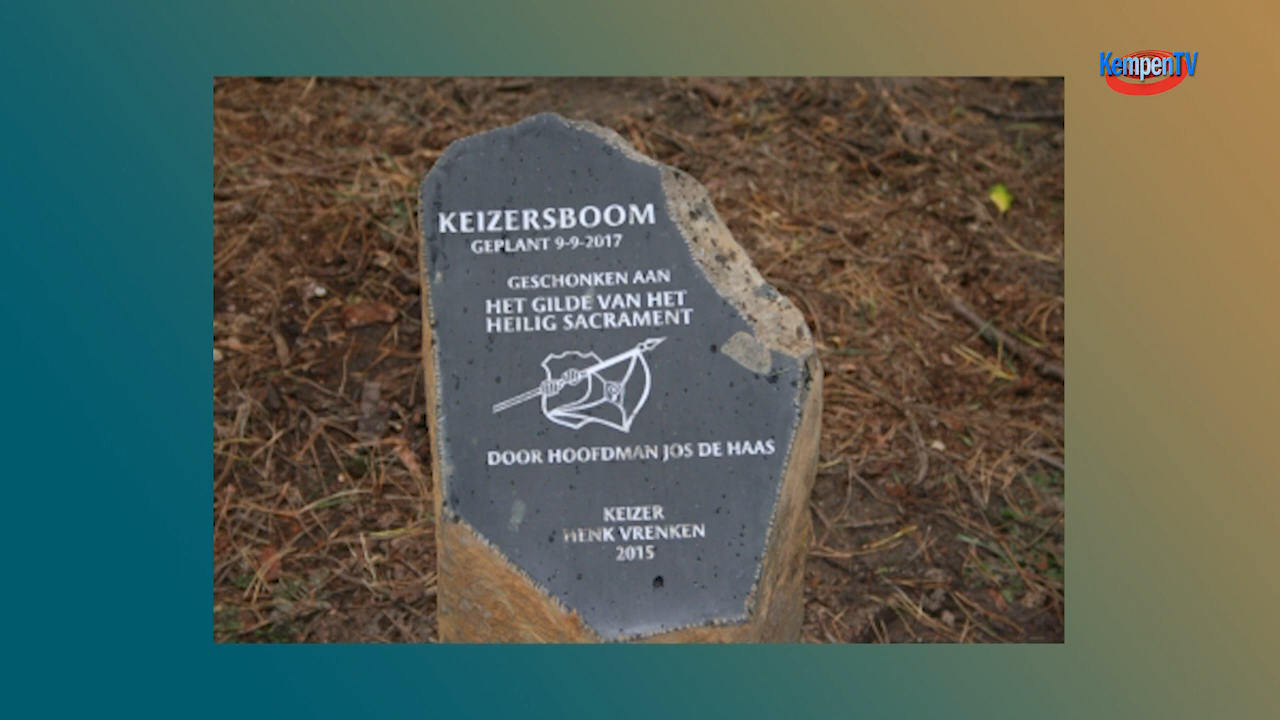 KempenTV
KEIZERSBOOM
GEPLANT 9-9-2017
GESCHONKEN AAN
HET GILDE VAN HET
HEILIG SACRAMENT
DOOR HOOFDMAN JOS DE HAAS
KEIZER
HENK VRENKEN
2015